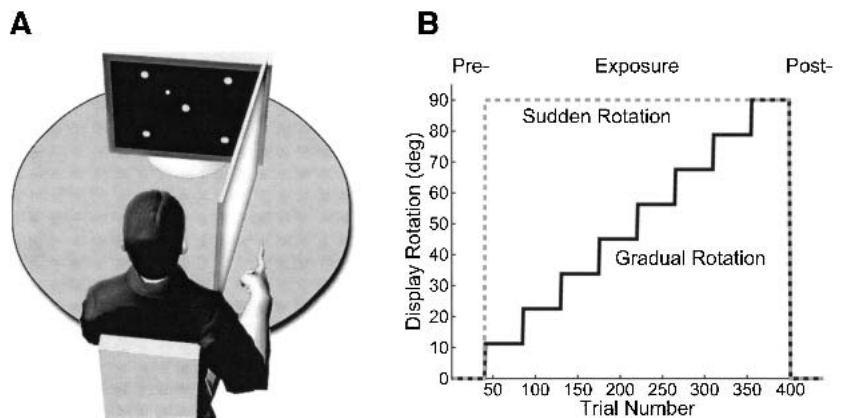 A
B
Pre- Exposure Post-
90
80
70
60
50
40
30
20
10
0
Display Rotation (deg)
Sudden Rotation
Gradual Rotation
50 100 150 200 250 300 350 400
Trial Number